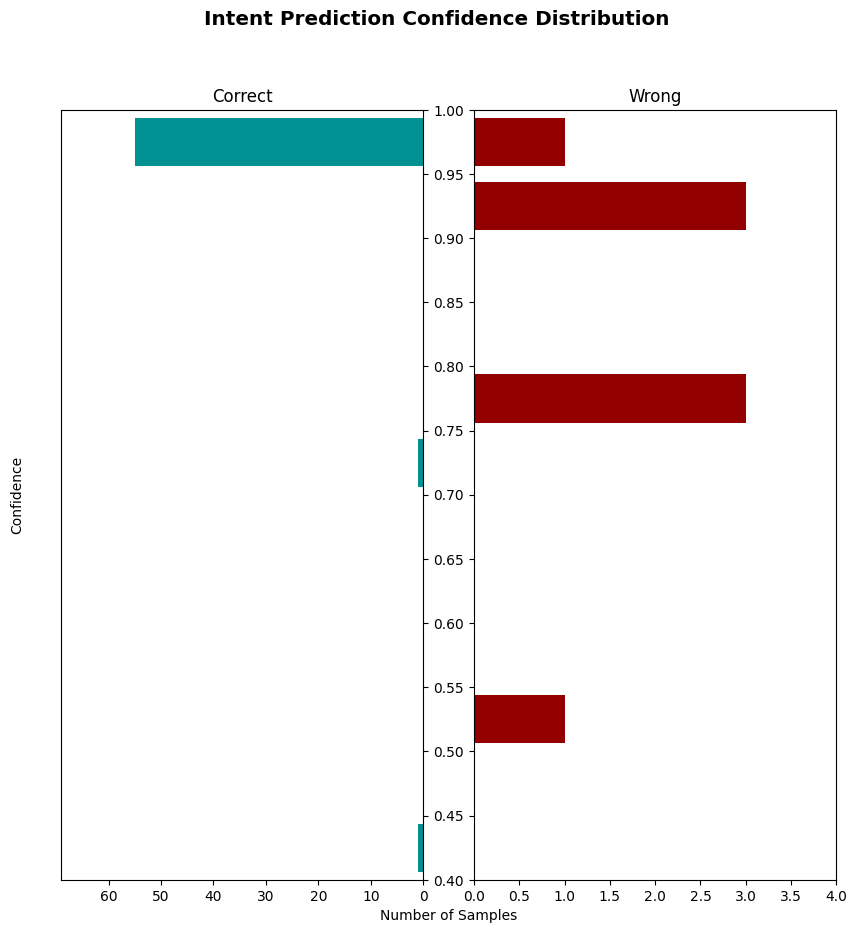 Intent Prediction Confidence Distribution
Correct
Wrong
1.00
0.95
0.90
0.85
0.80
0.75
0.70
0.65
0.60
0.55
0.50
0.45
0.40
Confidence
60 50 40 30 20 10 0
0.0 0.5 1.0 1.5 2.0 2.5 3.0 3.5 4.0
Number of Samples